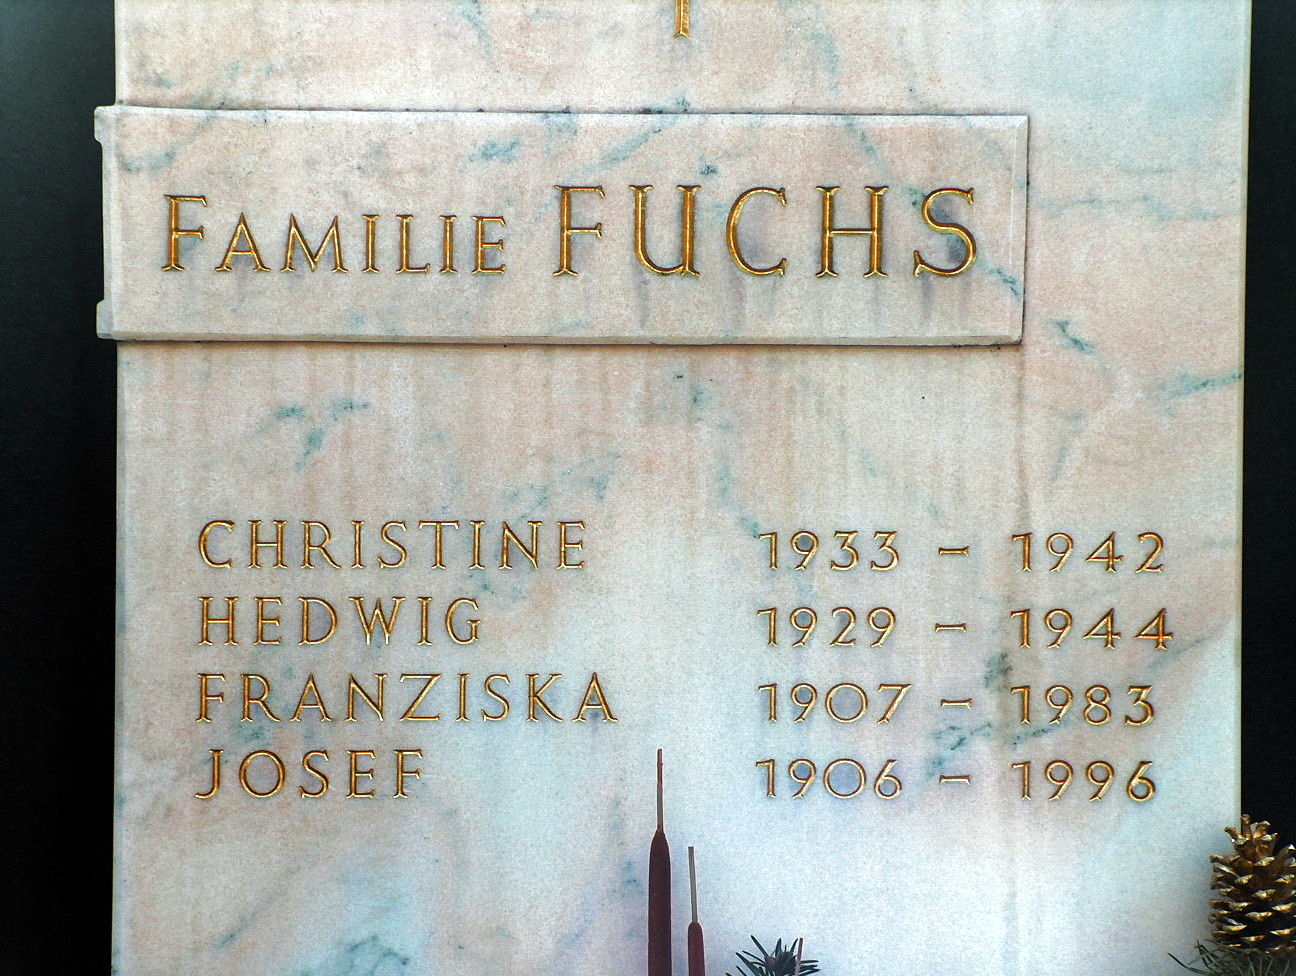 FAMILIE FUCHS
CHRISTINE 1933 – 1942
HEDWIG 1929 – 1944
FRANZISKA 1907 – 1983
JOSEF 1906 – 1996